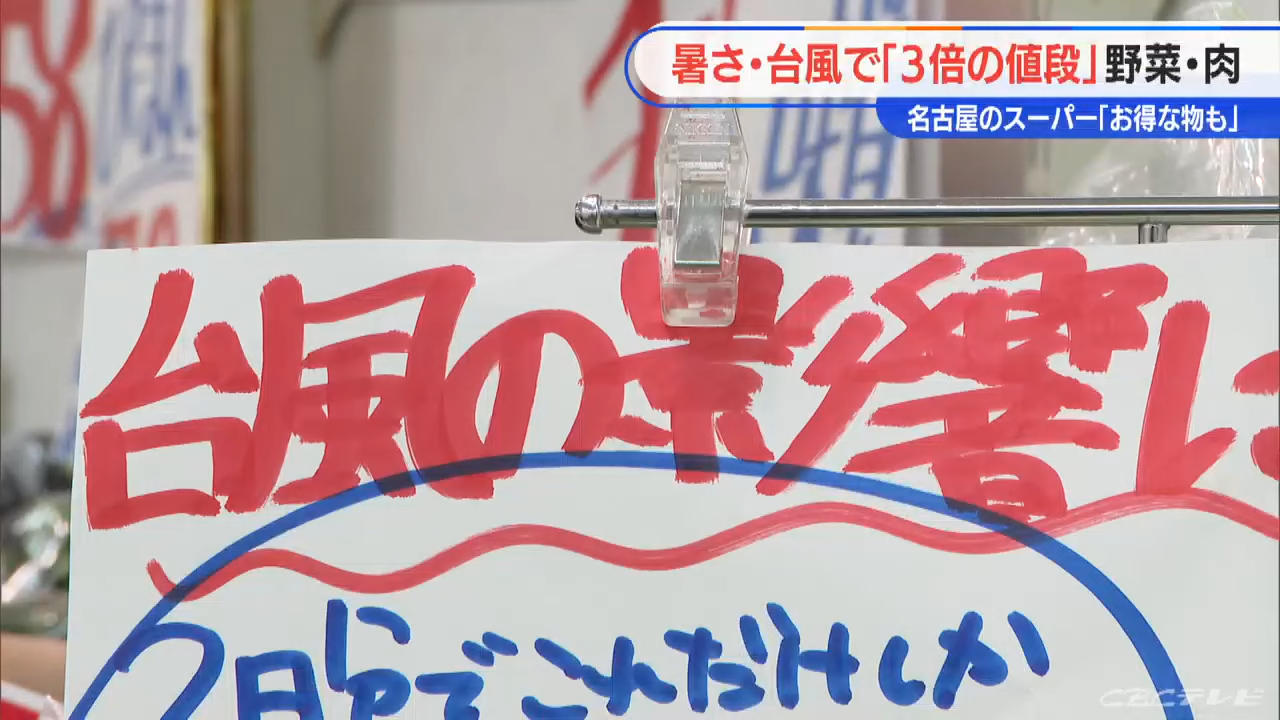 暑さ・台風で「3倍の値段」野菜・肉
名古屋のスーパー「お得な物も」
台風の影響に
2日分でこれだけしか
CBCテレビ